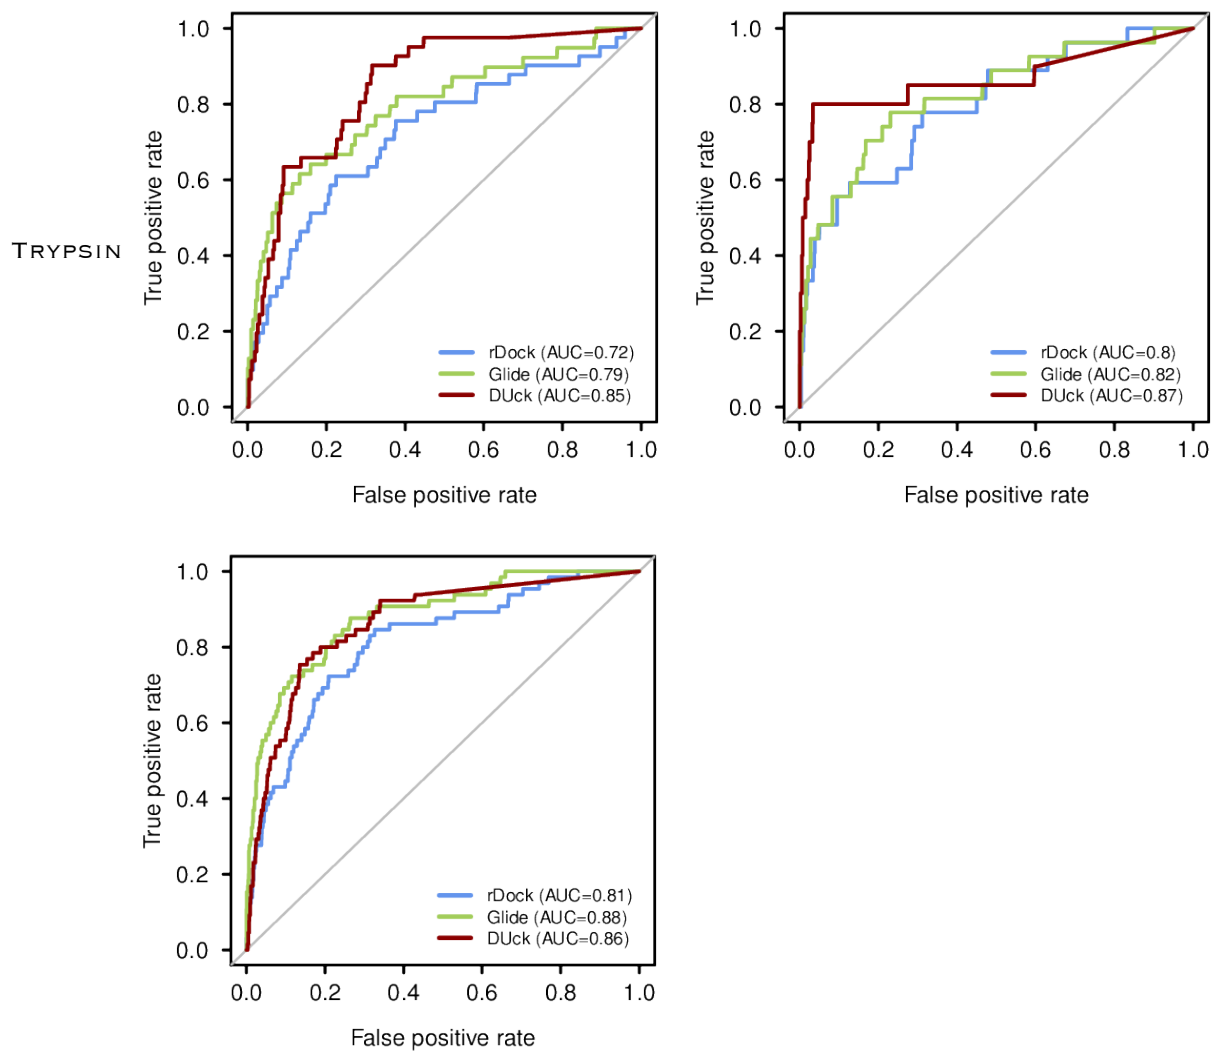 TRYPSIN
True positive rate
1.0
0.8
0.6
0.4
0.2
0.0
rDock (AUC=0.72)
Glide (AUC=0.79)
DUck (AUC=0.85)
0.0 0.2 0.4 0.6 0.8 1.0
False positive rate
True positive rate
1.0
0.8
0.6
0.4
0.2
0.0
rDock (AUC=0.8)
Glide (AUC=0.82)
DUck (AUC=0.87)
0.0 0.2 0.4 0.6 0.8 1.0
False positive rate
True positive rate
1.0
0.8
0.6
0.4
0.2
0.0
rDock (AUC=0.81)
Glide (AUC=0.88)
DUck (AUC=0.86)
0.0 0.2 0.4 0.6 0.8 1.0
False positive rate